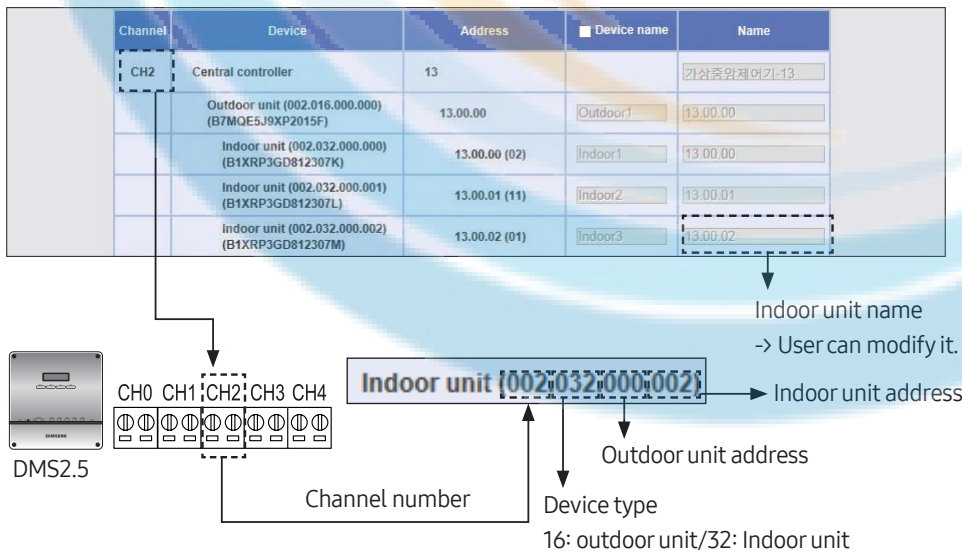 Channel Device Address Device name Name
CH2 Central controller 13 가상중앙제어기-13
Outdoor unit (002.016.000.000)
(B7MQE5J9XP2015F) 13.00.00 Outdoor1 13.00.00
Indoor unit (002.032.000.000)
(B1XRP3GD812307K) 13.00.00 (02) Indoor1 13.00.00
Indoor unit (002.032.000.001)
(B1XRP3GD812307L) 13.00.01 (11) Indoor2 13.00.01
Indoor unit (002.032.000.002)
(B1XRP3GD812307M) 13.00.02 (01) Indoor3 13.00.02
Indoor unit name
-> User can modify it.
SAMSUNG
DMS2.5
CH0 CH1 CH2 CH3 CH4
Indoor unit (002.032.000.002)
Indoor unit address
Outdoor unit address
Channel number
Device type
16: outdoor unit/32: Indoor unit